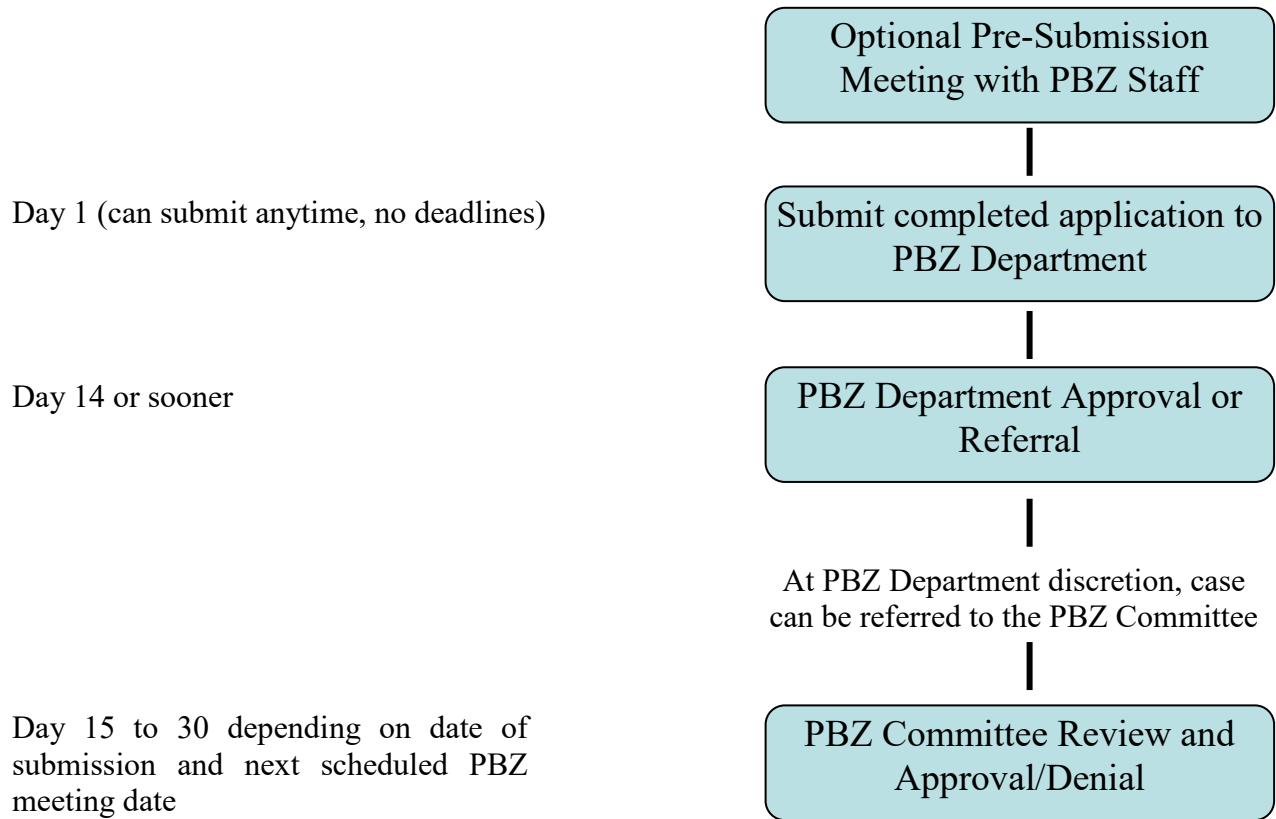 Optional Pre-Submission
Meeting with PBZ Staff
Day 1 (can submit anytime, no deadlines)
Submit completed application to
PBZ Department
Day 14 or sooner
PBZ Department Approval or
Referral
At PBZ Department discretion, case
can be referred to the PBZ Committee
Day 15 to 30 depending on date of
submission and next scheduled PBZ
meeting date
PBZ Committee Review and
Approval/Denial